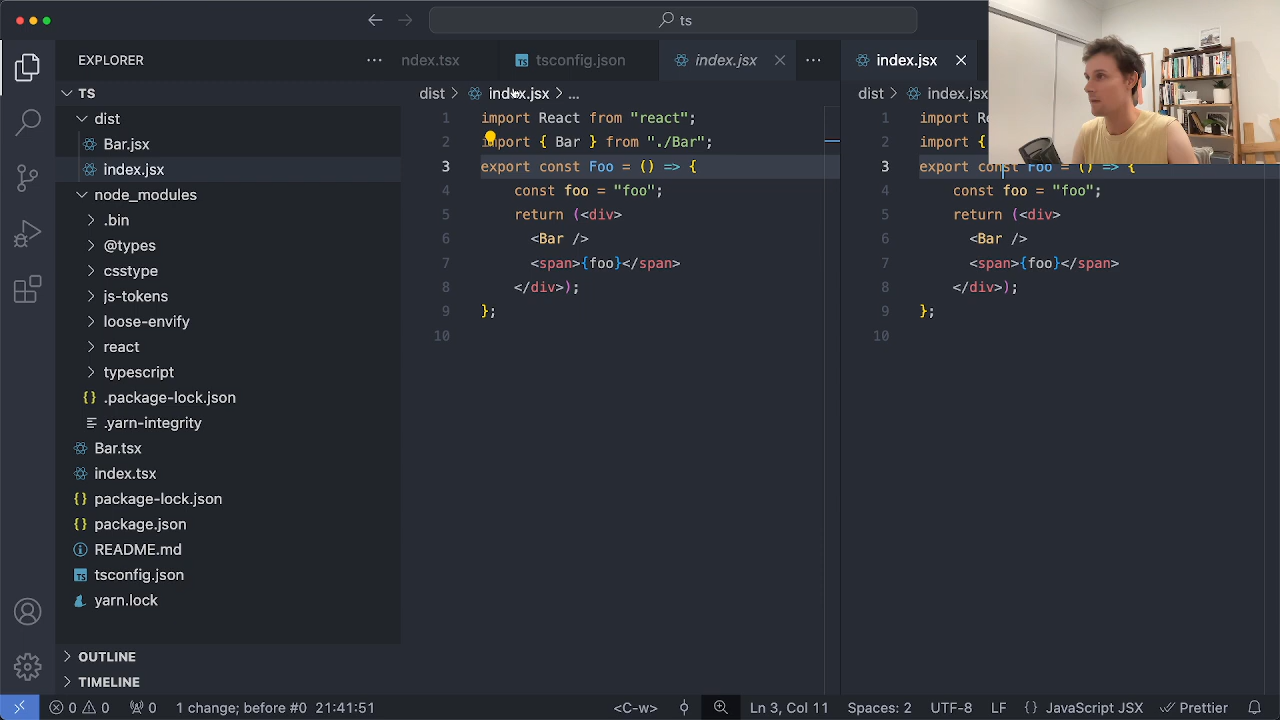 ts
EXPLORER
TS
dist
Bar.jsx
index.jsx
node_modules
.bin
@types
csstype
js-tokens
loose-envify
react
typescript
.package-lock.json
.yarn-integrity
Bar.tsx
index.tsx
package-lock.json
package.json
README.md
tsconfig.json
yarn.lock
OUTLINE
TIMELINE
ndex.tsx
TS tsconfig.json
index.jsx
dist > index.jsx > ...
1 import React from "react";
2 import { Bar } from "./Bar";
3 export const Foo = () => {
4 const foo = "foo";
5 return (<div>
6 <Bar />
7 <span>{foo}</span>
8 </div>);
9 };
10
index.jsx
dist > index.jsx
1 import R
2 import {
3 export const Foo = () => {
4 const foo = "foo";
5 return (<div>
6 <Bar />
7 <span>{foo}</span>
8 </div>);
9 };
10
0 0 0 1 change; before #0 21:41:51 <C-w> Ln 3, Col 11 Spaces: 2 UTF-8 LF {} JavaScript JSX Prettier